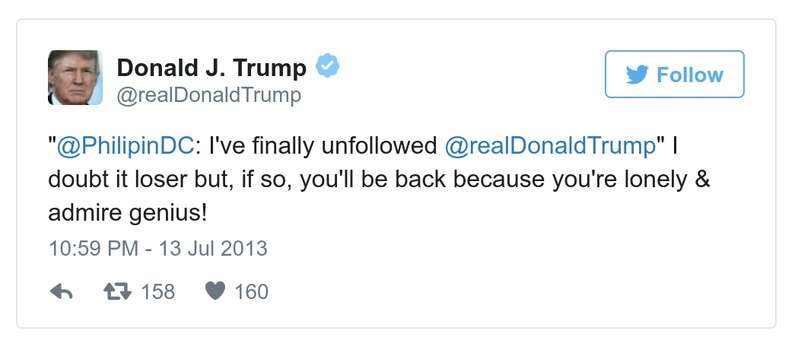 Donald J. Trump
@realDonaldTrump
Follow
"@PhilipinDC: I've finally unfollowed @realDonaldTrump" I
doubt it loser but, if so, you'll be back because you're lonely &
admire genius!
10:59 PM - 13 Jul 2013
158 160